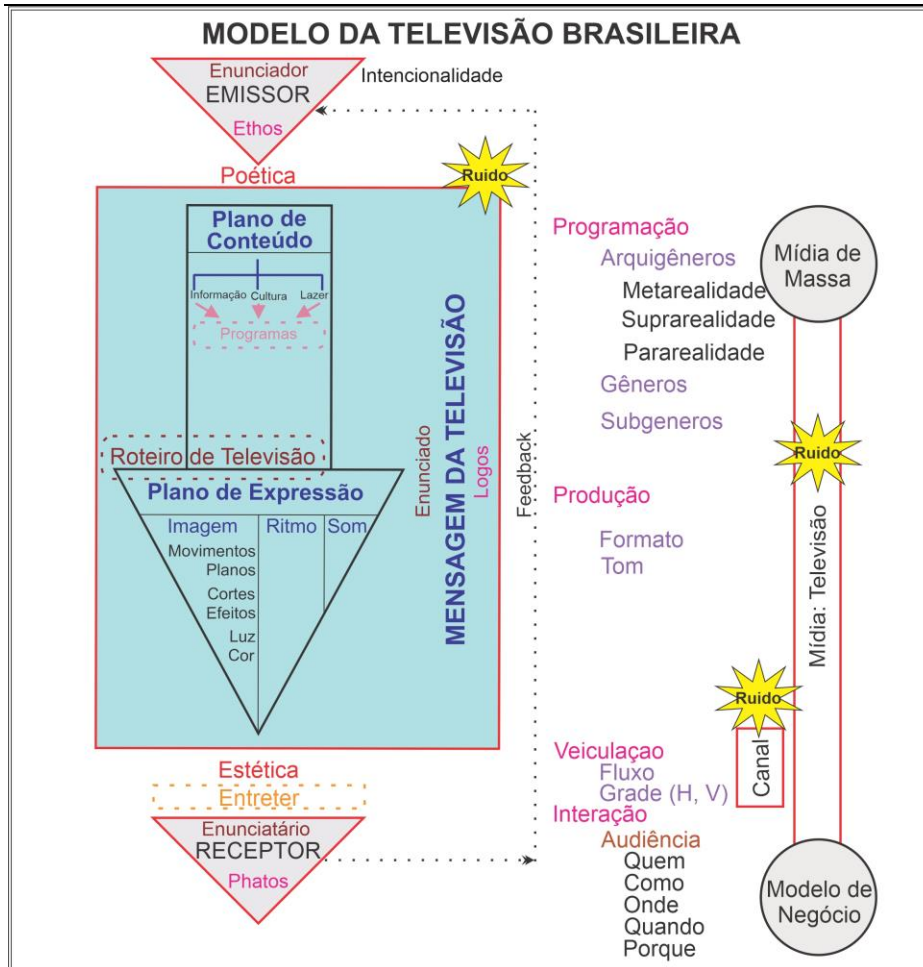 MODELO DA TELEVISÃO BRASILEIRA
Enunciador
EMISSOR
Ethos
Intencionalidade
Poética
Ruido
Plano de
Conteúdo
Informação Cultura Lazer
Programas
Roteiro de Televisão
Plano de Expressão
Imagem Ritmo Som
Movimentos
Planos
Cortes
Efeitos
Luz
Cor
Enunciado
Logos
MENSAGEM DA TELEVISÃO
Estética
Entreter
Enunciatário
RECEPTOR
Phatos
Feedback
Programação
Arquigêneros
Metarealidade
Suprarealidade
Pararealidade
Gêneros
Subgeneros
Produção
Formato
Tom
Veiculaçao
Fluxo
Grade (H, V)
Interação
Audiência
Quem
Como
Onde
Quando
Porque
Mídia de
Massa
Ruido
Mídia: Televisão
Ruido
Canal
Modelo de
Negócio